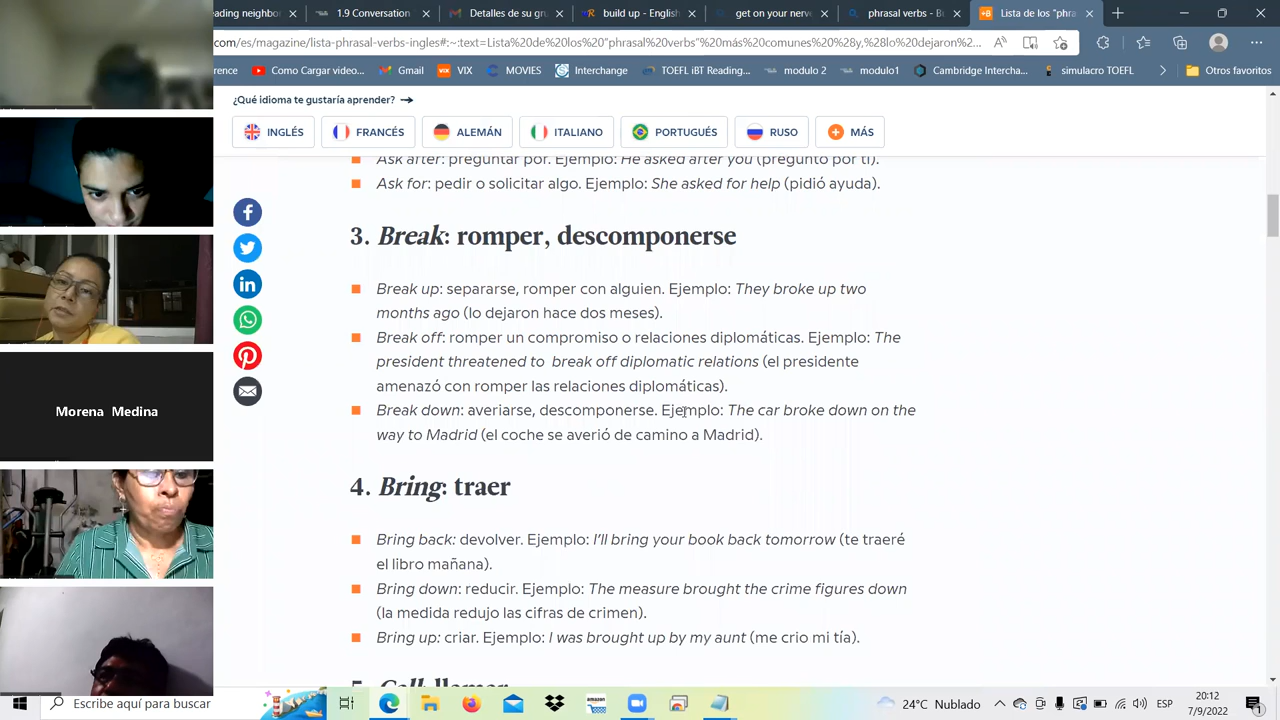 ading neighbo
1.9 Conversation
Detalles de su gru
build up - English
get on your nerve
phrasal verbs - Bu
Lista de los "phra
com/es/magazine/lista-phrasal-verbs-ingles#:~:text=Lista%20de%20los%20"phrasal%20verbs"%20más%20comunes%20%28y,%28lo%20dejaron%2...
rence
Como Cargar video...
Gmail
VIX
MOVIES
Interchange
TOEFL iBT Reading...
modulo 2
modulo1
Cambridge Intercha...
simulacro TOEFL
Otros favoritos
¿Qué idioma te gustaría aprender?
INGLÉS
FRANCÉS
ALEMÁN
ITALIANO
PORTUGUÉS
RUSO
MÁS
Ask after: preguntar por. Ejemplo: He asked after you (preguntó por ti).
Ask for: pedir o solicitar algo. Ejemplo: She asked for help (pidió ayuda).
3. Break: romper, descomponerse
Break up: separarse, romper con alguien. Ejemplo: They broke up two
months ago (lo dejaron hace dos meses).
Break off: romper un compromiso o relaciones diplomáticas. Ejemplo: The
president threatened to break off diplomatic relations (el presidente
amenazó con romper las relaciones diplomáticas).
Break down: averiarse, descomponerse. Ejemplo: The car broke down on the
way to Madrid (el coche se averió de camino a Madrid).
Morena Medina
4. Bring: traer
Bring back: devolver. Ejemplo: I'll bring your book back tomorrow (te traeré
el libro mañana).
Bring down: reducir. Ejemplo: The measure brought the crime figures down
(la medida redujo las cifras de crimen).
Bring up: criar. Ejemplo: I was brought up by my aunt (me crio mi tía).
5. Call: llamar
Escribe aquí para buscar
24°C Nublado
ESP
20:12
7/9/2022